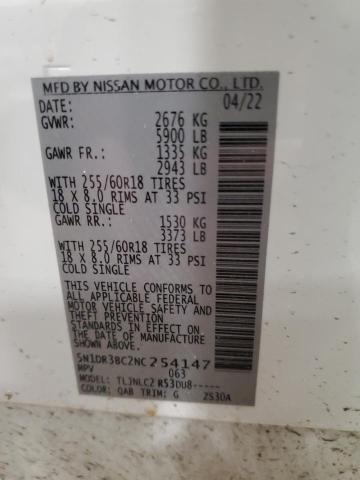 MFD BY NISSAN MOTOR CO., LTD.
DATE: 04/22
GVWR: 2676 KG
5900 LB
GAWR FR.: 1335 KG
2943 LB
WITH 255/60R18 TIRES
18 X 8.0 RIMS AT 33 PSI
COLD SINGLE
GAWR RR.: 1530 KG
3373 LB
WITH 255/60R18 TIRES
18 X 8.0 RIMS AT 33 PSI
COLD SINGLE
THIS VEHICLE CONFORMS TO
ALL APPLICABLE FEDERAL
MOTOR VEHICLE SAFETY AND
THEFT PREVENTION
STANDARDS IN EFFECT ON
THE DATE OF MANUFACTURE
SHOWN ABOVE.
5N1DR3BC2NC254147
MPV 063
MODEL: TLJNLC2 R53DU8-----
COLOR: QAB TRIM: G 2S30A